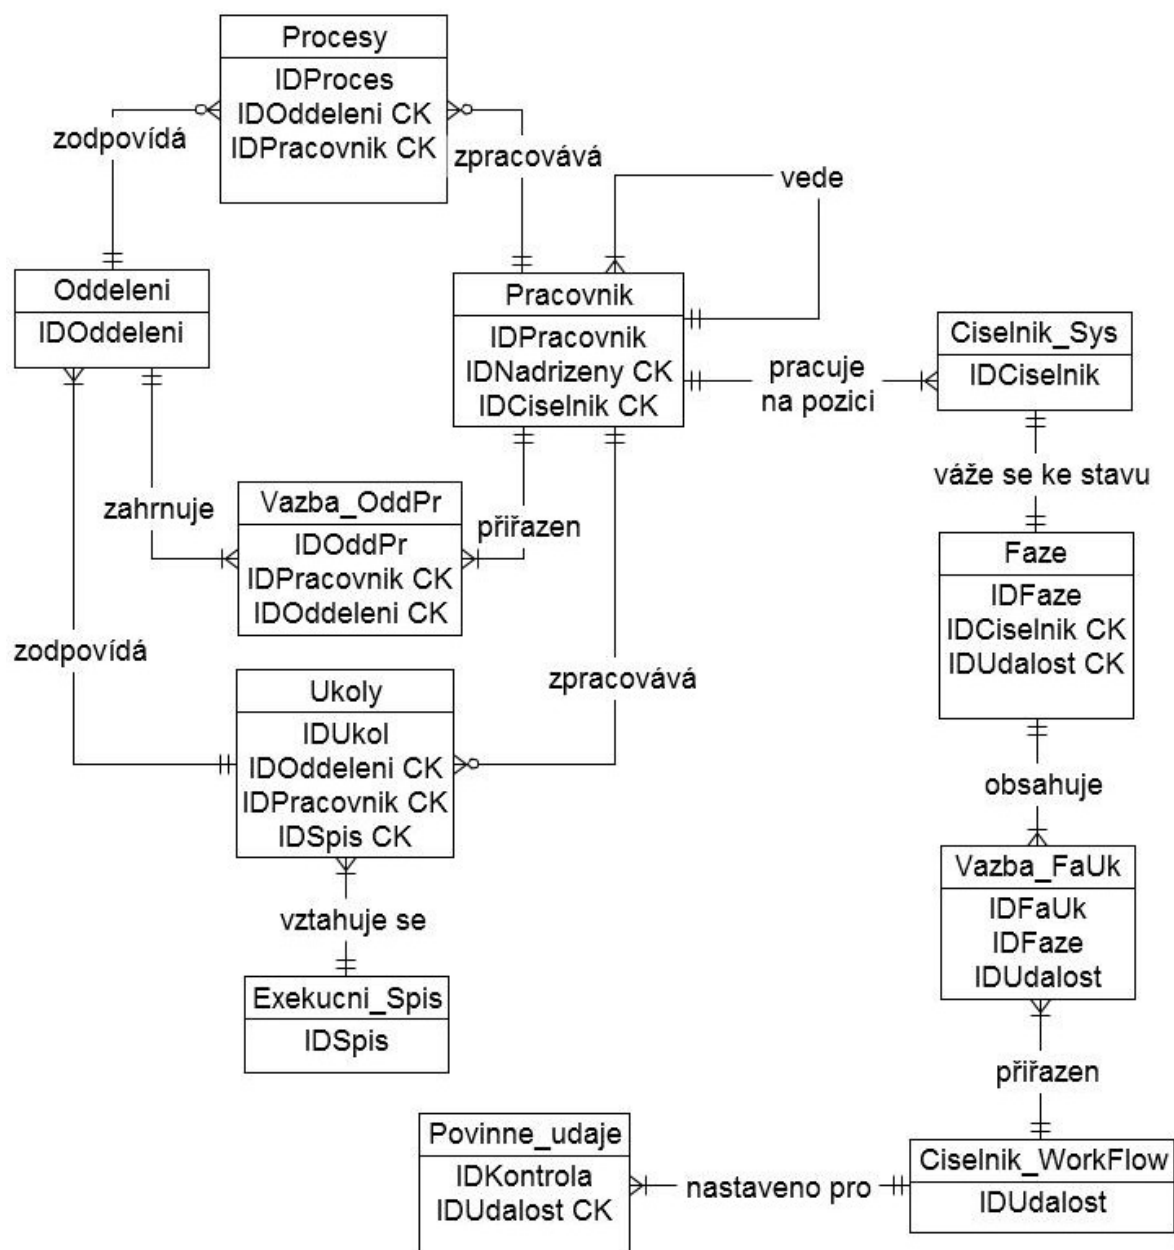 Procesy
IDProces
IDOddeleni CK
IDPracovnik CK
zodpovídá
zpracovává
vede
Oddeleni
IDOddeleni
Pracovnik
IDPracovnik
IDNadrizeny CK
IDCiselnik CK
pracuje
na pozici
Ciselnik_Sys
IDCiselnik
váže se ke stavu
zahrnuje
Vazba_OddPr
IDOddPr
IDPracovnik CK
IDOddeleni CK
přiřazen
Faze
IDFaze
IDCiselnik CK
IDUdalost CK
zodpovídá
zpracovává
Ukoly
IDUkol
IDOddeleni CK
IDPracovnik CK
IDSpis CK
obsahuje
vztahuje se
Vazba_FaUk
IDFaUk
IDFaze
IDUdalost
Exekucni_Spis
IDSpis
přiřazen
Povinne_udaje
IDKontrola
IDUdalost CK
nastaveno pro
Ciselnik_WorkFlow
IDUdalost